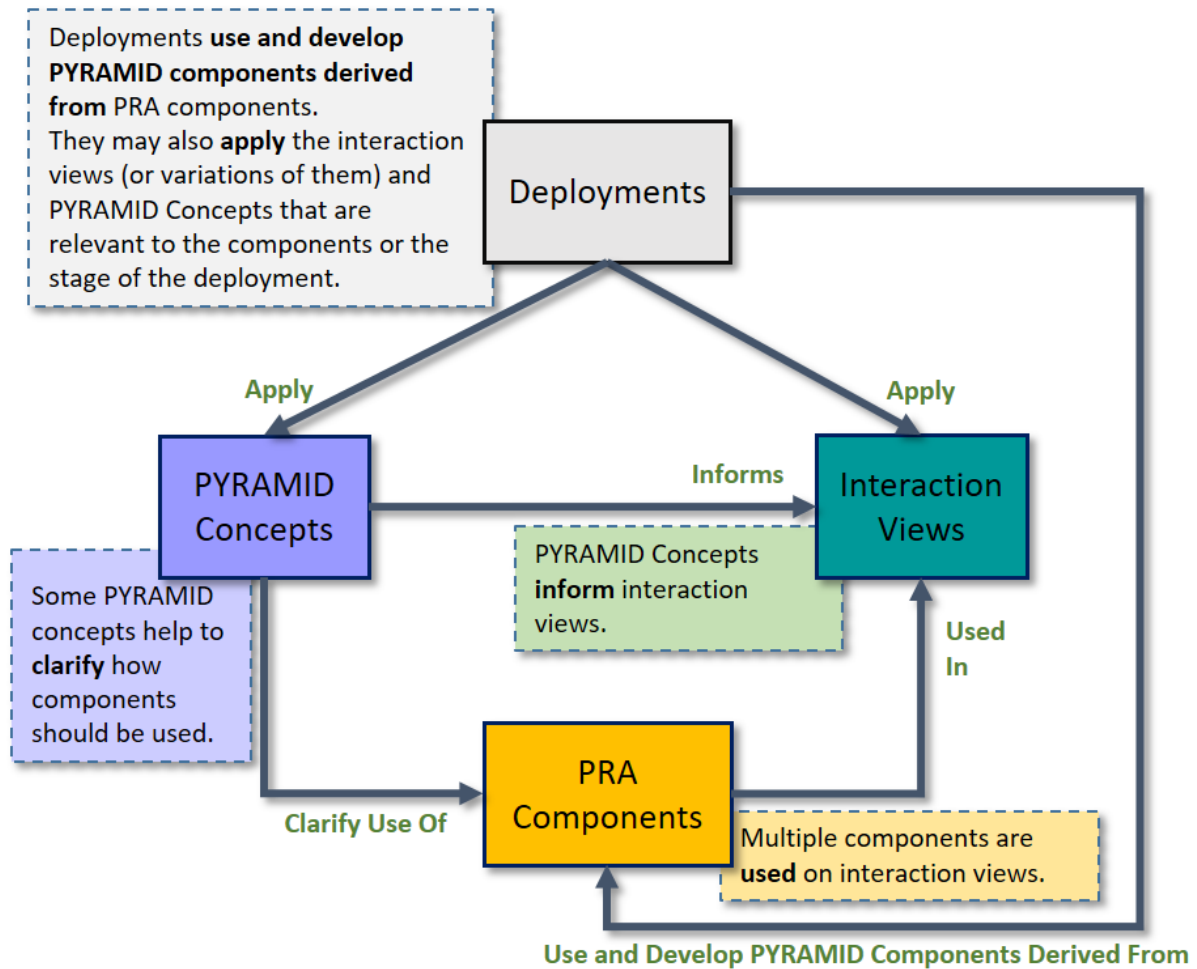 Deployments use and develop
PYRAMID components derived
from PRA components.
They may also apply the interaction
views (or variations of them) and
PYRAMID Concepts that are
relevant to the components or the
stage of the deployment.
Deployments
Apply
Apply
PYRAMID
Concepts
Informs
Interaction
Views
PYRAMID Concepts
inform interaction
views.
Some PYRAMID
concepts help to
clarify how
components
should be used.
Used
In
PRA
Components
Clarify Use Of
Multiple components are
used on interaction views.
Use and Develop PYRAMID Components Derived From